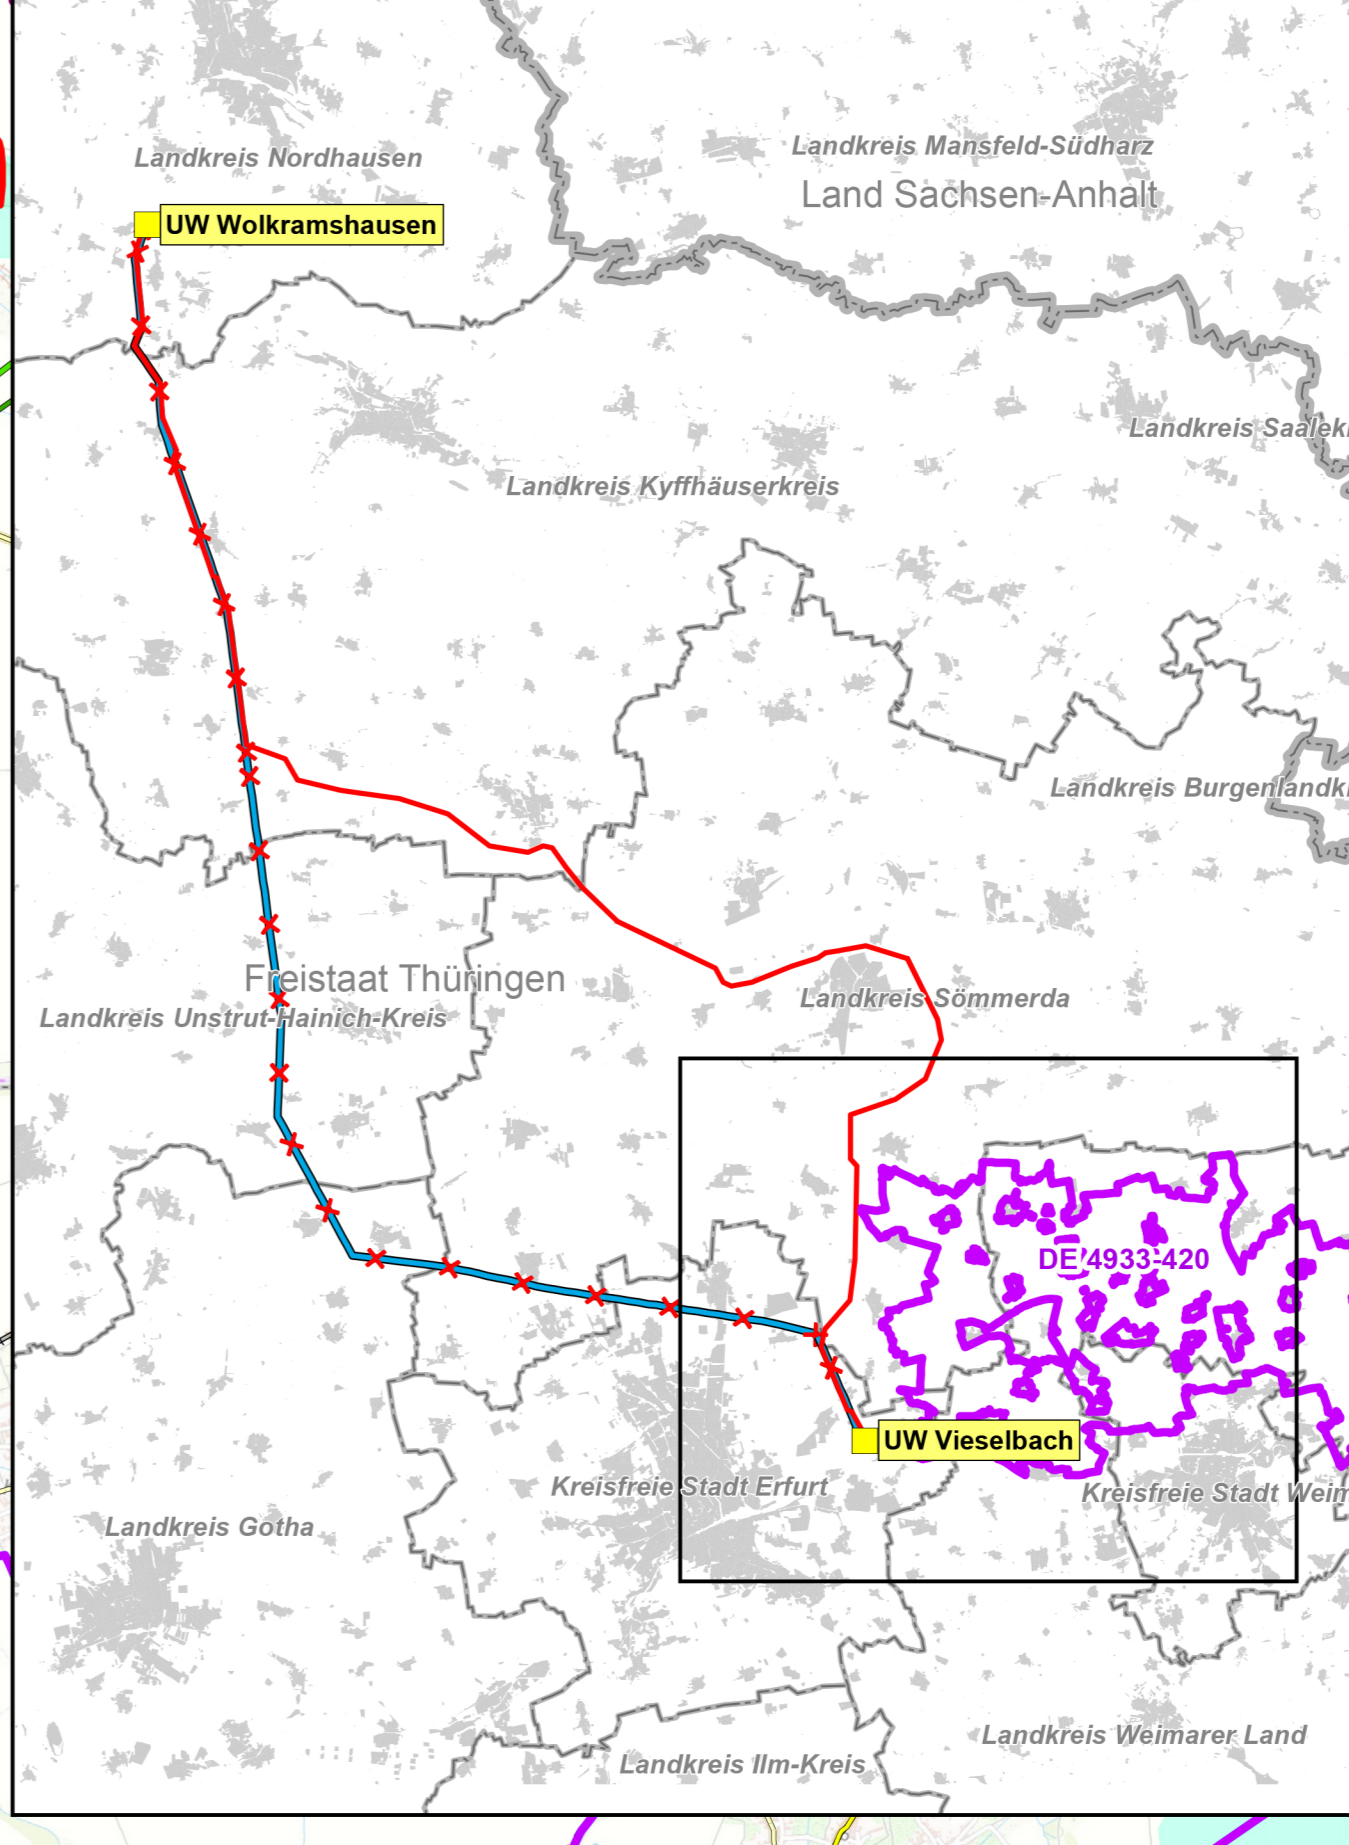 Landkreis Mansfeld-Südharz
Landkreis Nordhausen
Land Sachsen-Anhalt
UW Wolkramshausen
Landkreis Saalek
Landkreis Kyffhäuserkreis
Landkreis Burgenlandk
Freistaat Thüringen
Landkreis Sömmerda
Landkreis Unstrut-Hainich-Kreis
DE 4933-420
UW Vieselbach
Kreisfreie Stadt Erfurt
Kreisfreie Stadt Weim
Landkreis Gotha
Landkreis Weimarer Land
Landkreis Ilm-Kreis